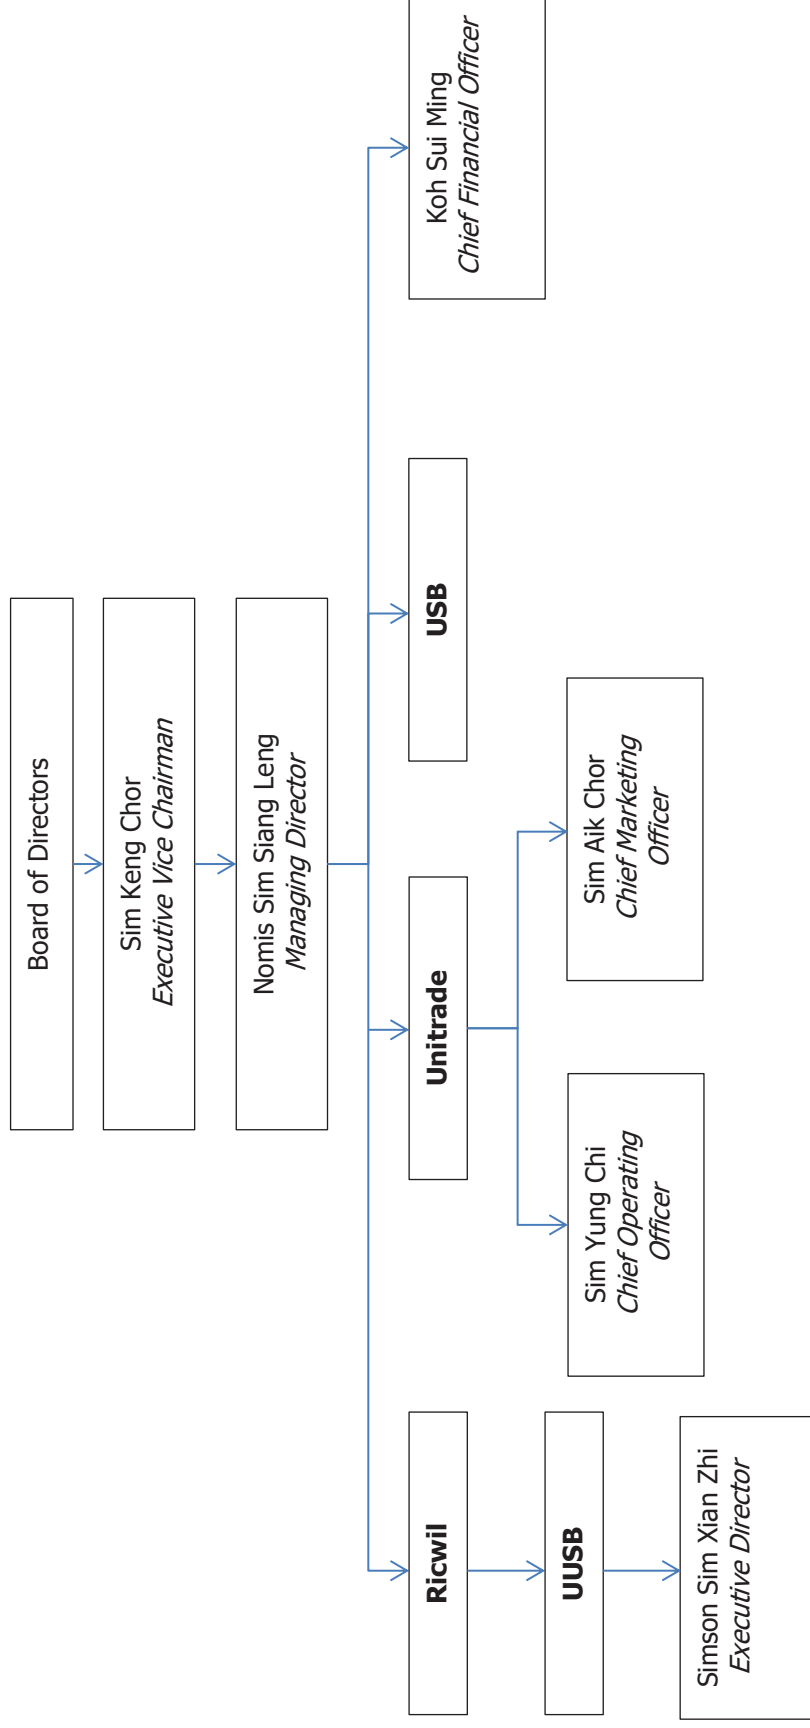 Board of Directors
Sim Keng Chor
Executive Vice Chairman
Nomis Sim Siang Leng
Managing Director
Ricwil
Unitrade
USB
Koh Sui Ming
Chief Financial Officer
UUSB
Sim Yung Chi
Chief Operating
Officer
Sim Aik Chor
Chief Marketing
Officer
Simson Sim Xian Zhi
Executive Director